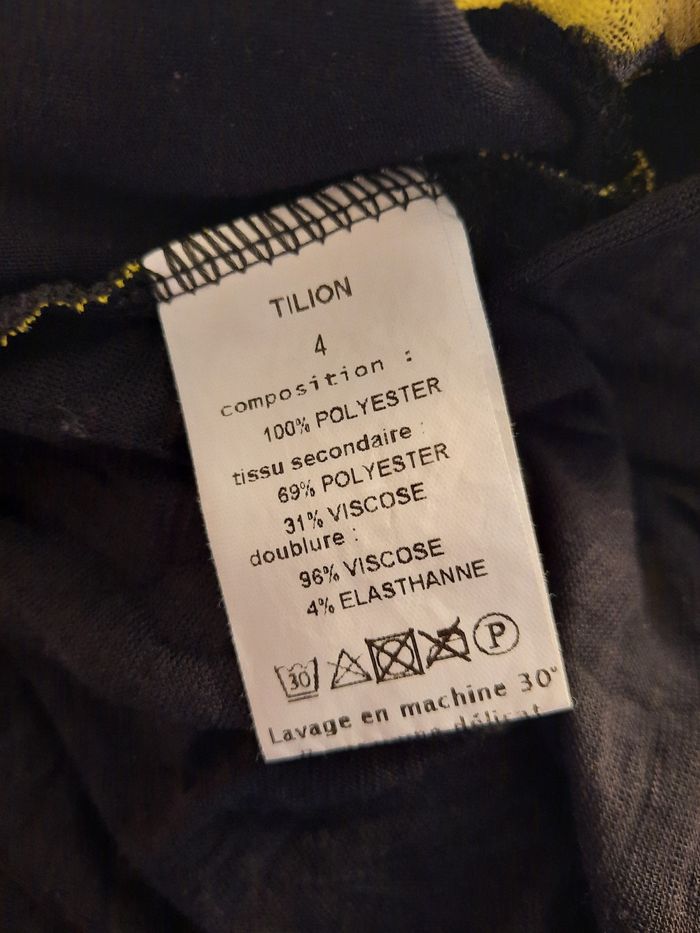 TILION
4
composition :
100% POLYESTER
tissu secondaire :
69% POLYESTER
31% VISCOSE
doublure :
96% VISCOSE
4% ELASTHANNE
30 P
Lavage en machine 30°
délicat